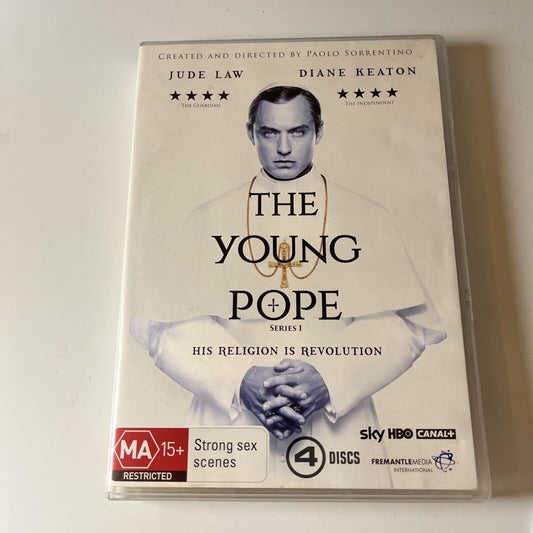 CREATED AND DIRECTED BY PAOLO SORRENTINO
JUDE LAW DIANE KEATON
THE GUARDIAN THE INDEPENDENT
THE
YOUNG
POPE
SERIES 1
HIS RELIGION IS REVOLUTION
MA 15+
RESTRICTED
Strong sex
scenes
4 DISCS
sky HBO CANAL+
FREMANTLEMEDIA
INTERNATIONAL